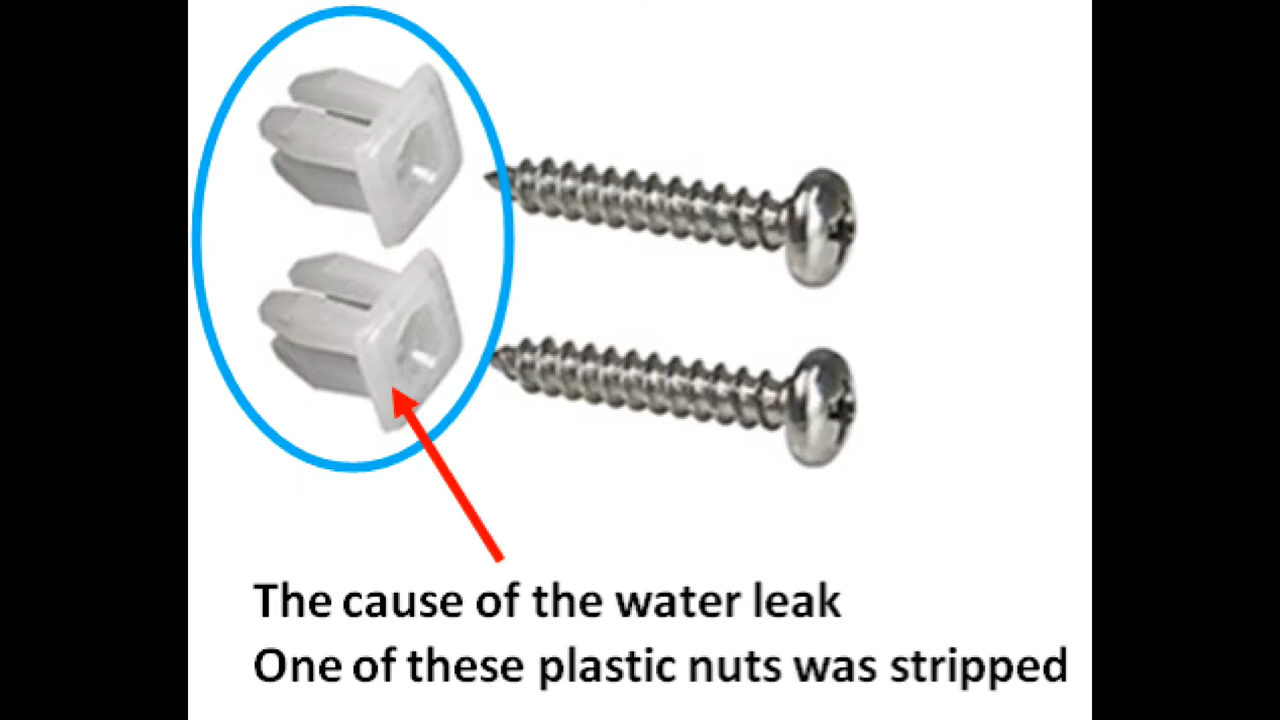 The cause of the water leak
One of these plastic nuts was stripped